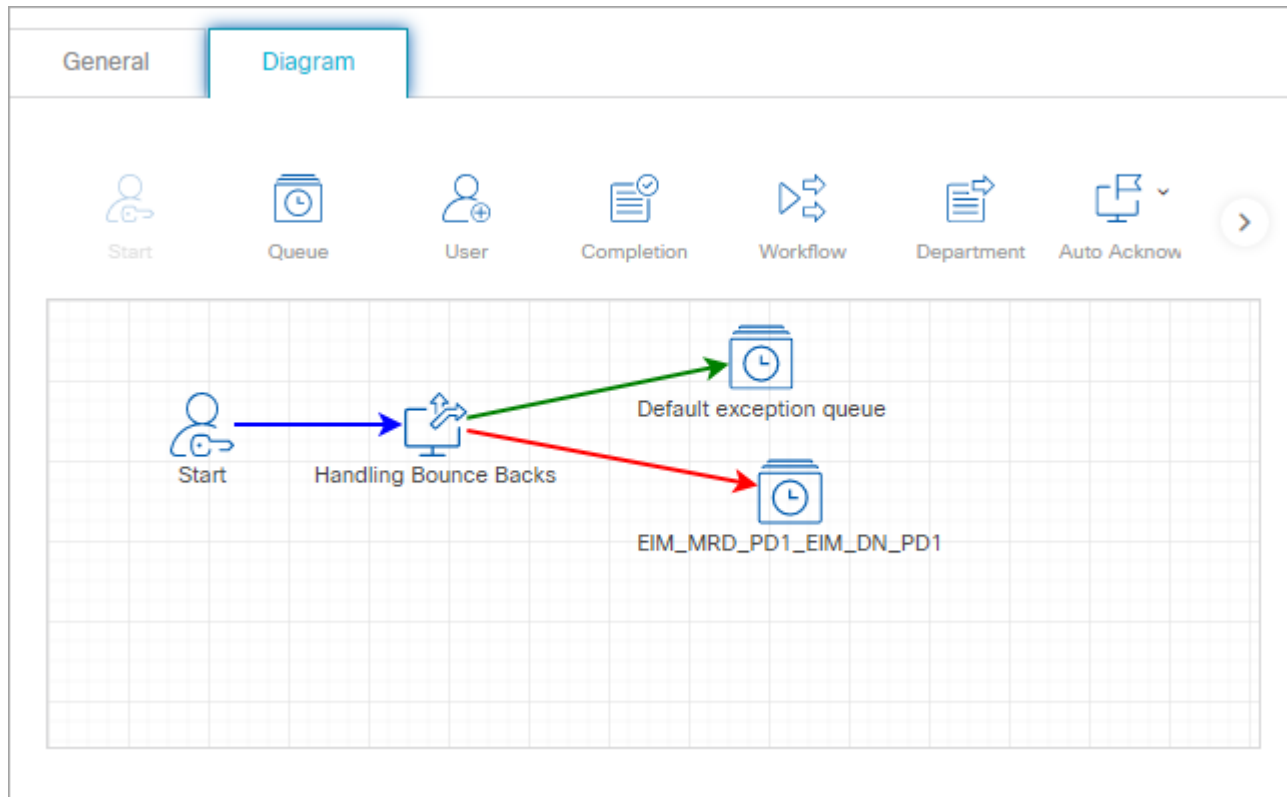 General
Diagram
Start
Queue
User
Completion
Workflow
Department
Auto Acknow
Default exception queue
Start
Handling Bounce Backs
EIM_MRD_PD1_EIM_DN_PD1